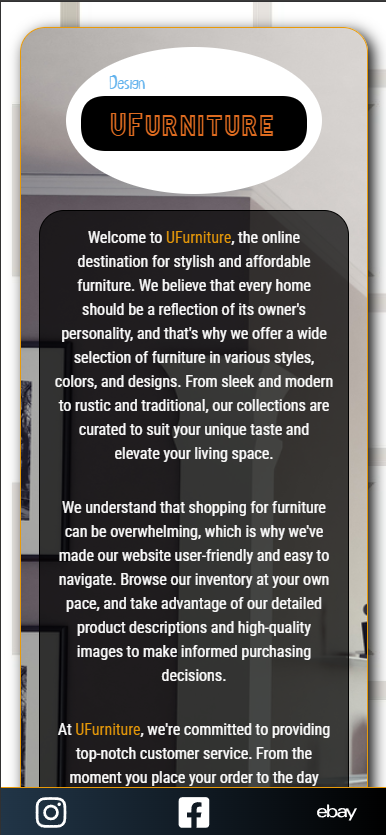 Design
UFURNITURE
Welcome to UFurniture, the online
destination for stylish and affordable
furniture. We believe that every home
should be a reflection of its owner's
personality, and that's why we offer a wide
selection of furniture in various styles,
colors, and designs. From sleek and modern
to rustic and traditional, our collections are
curated to suit your unique taste and
elevate your living space.
We understand that shopping for furniture
can be overwhelming, which is why we've
made our website user-friendly and easy to
navigate. Browse our inventory at your own
pace, and take advantage of our detailed
product descriptions and high-quality
images to make informed purchasing
decisions.
At UFurniture, we're committed to providing
top-notch customer service. From the
moment you place your order to the day
ebay